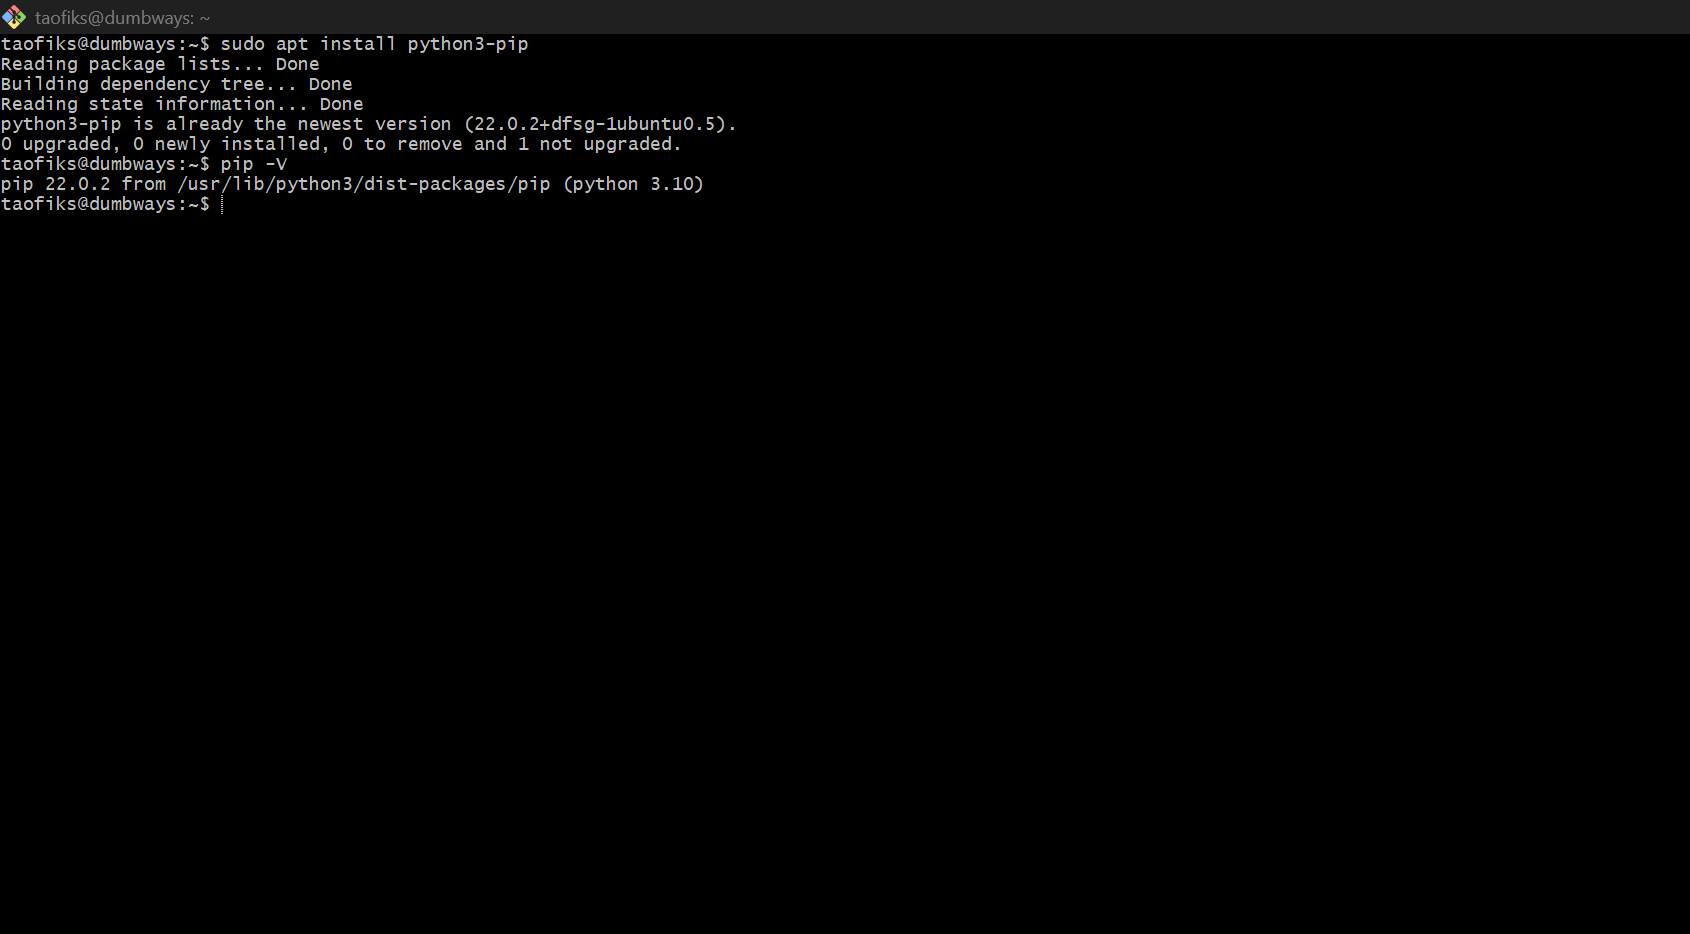 taofiks@dumbways: ~
taofiks@dumbways:~$ sudo apt install python3-pip
Reading package lists... Done
Building dependency tree... Done
Reading state information... Done
python3-pip is already the newest version (22.0.2+dfsg-1ubuntu0.5).
0 upgraded, 0 newly installed, 0 to remove and 1 not upgraded.
taofiks@dumbways:~$ pip -V
pip 22.0.2 from /usr/lib/python3/dist-packages/pip (python 3.10)
taofiks@dumbways:~$